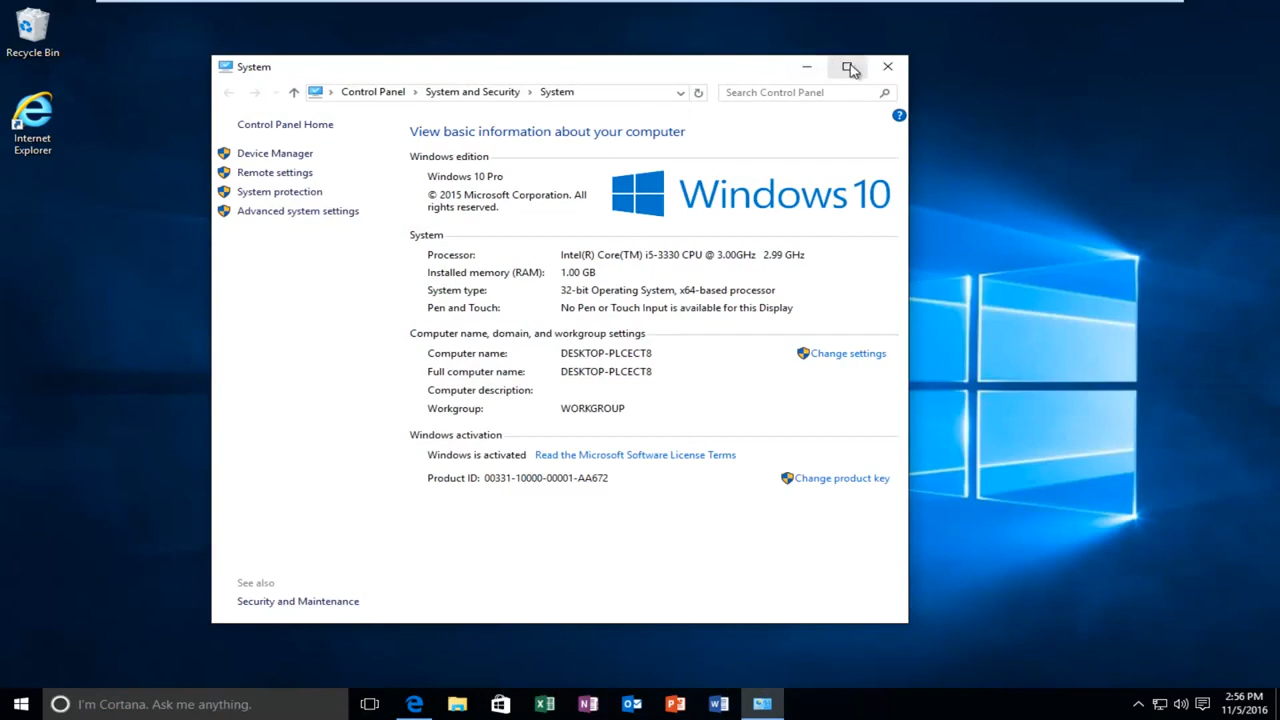 Recycle Bin
Internet
Explorer
System
Control Panel
System and Security
System
Search Control Panel
?
Control Panel Home
Device Manager
Remote settings
System protection
Advanced system settings
See also
Security and Maintenance
View basic information about your computer
Windows edition
Windows 10 Pro
© 2015 Microsoft Corporation. All
rights reserved.
Windows 10
System
Processor: Intel(R) Core(TM) i5-3330 CPU @ 3.00GHz 2.99 GHz
Installed memory (RAM): 1.00 GB
System type: 32-bit Operating System, x64-based processor
Pen and Touch: No Pen or Touch Input is available for this Display
Computer name, domain, and workgroup settings
Computer name: DESKTOP-PLCECT8
Change settings
Full computer name: DESKTOP-PLCECT8
Computer description:
Workgroup: WORKGROUP
Windows activation
Windows is activated Read the Microsoft Software License Terms
Product ID: 00331-10000-00001-AA672
Change product key
I'm Cortana. Ask me anything.
2:56 PM
11/5/2016